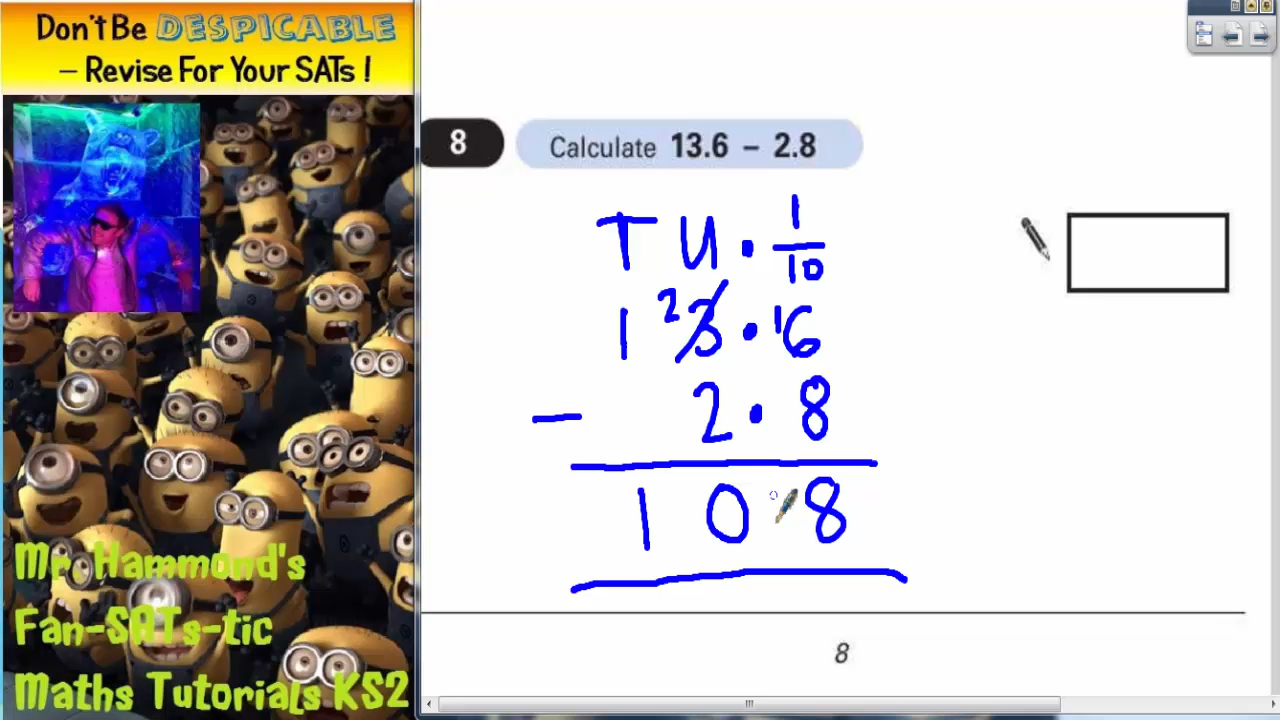 Don't Be DESPICABLE
– Revise For Your SATs !
Mr. Hammond's
Fan-SATs-tic
Maths Tutorials KS2
8
Calculate 13.6 – 2.8
T U . 1/10
1 2 3 . 1 6
– 2 . 8
1 0 8
8